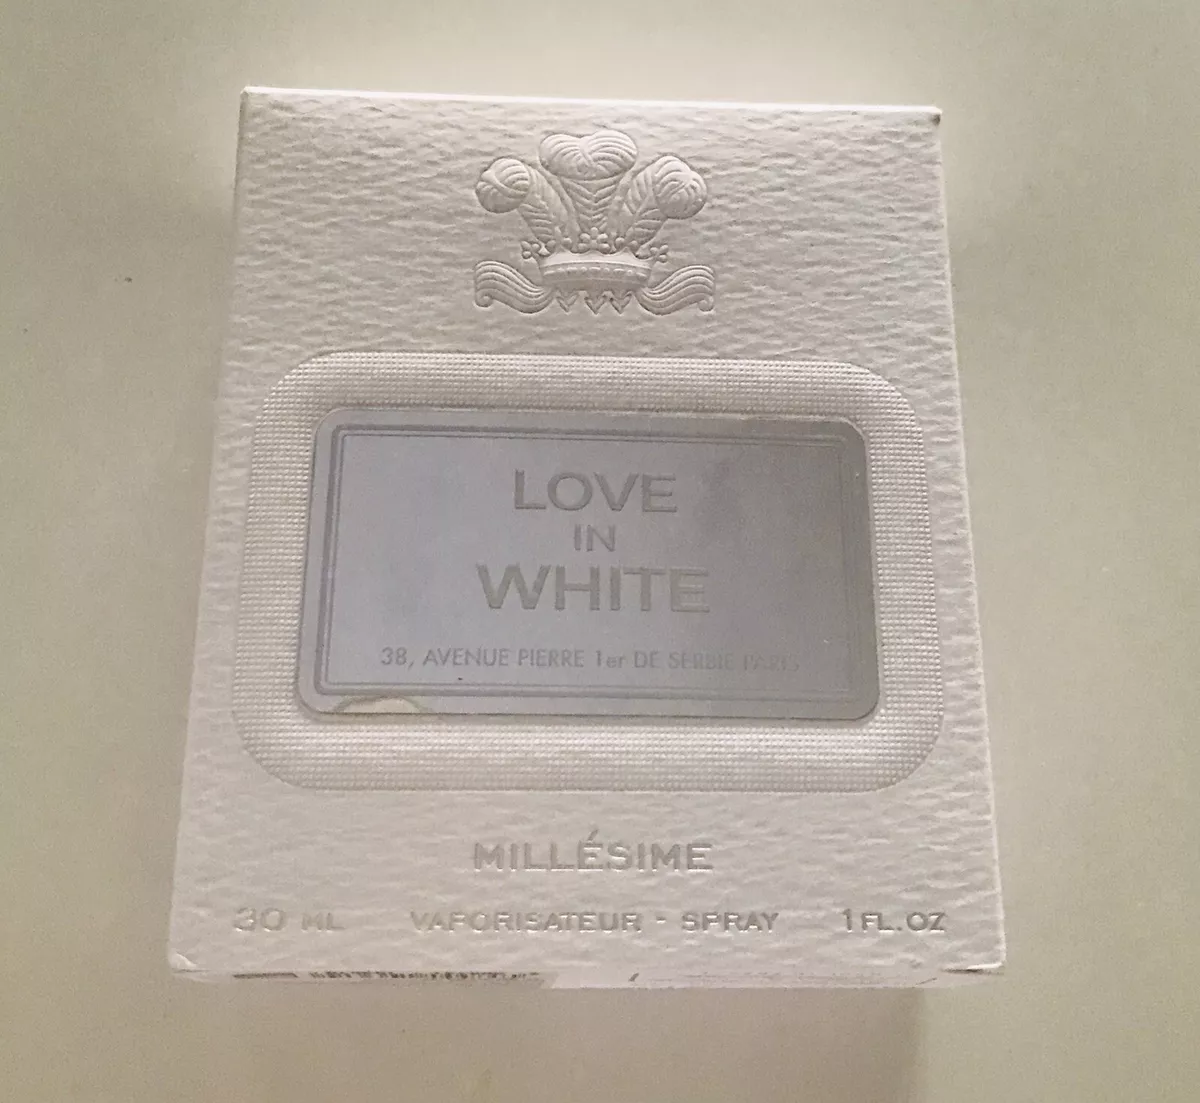 LOVE
IN
WHITE
38, AVENUE PIERRE 1er DE SERBIE PARIS
MILLÉSIME
30 ML VAPORISATEUR - SPRAY 1 FL.OZ